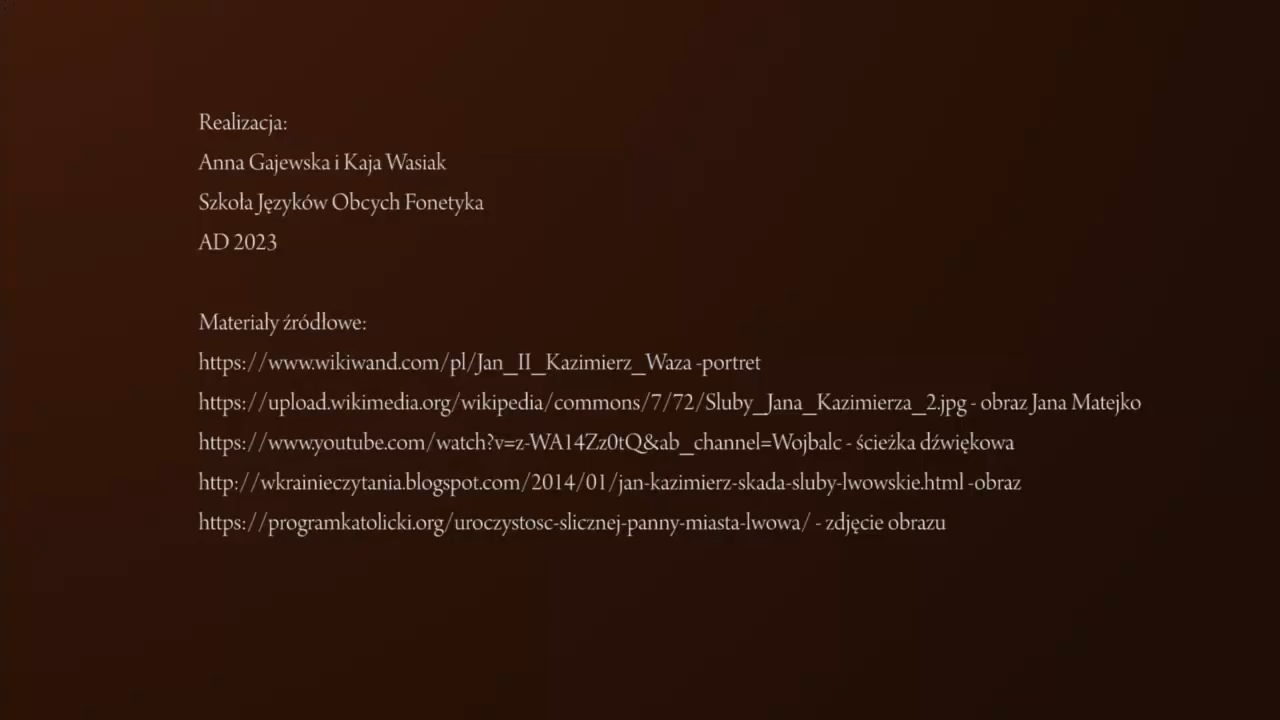 Realizacja:
Anna Gajewska i Kaja Wasiak
Szkoła Języków Obcych Fonetyka
AD 2023
Materiały źródłowe:
https://www.wikiwand.com/pl/Jan_II_Kazimierz_Waza -portret
https://upload.wikimedia.org/wikipedia/commons/7/72/Sluby_Jana_Kazimierza_2.jpg - obraz Jana Matejko
https://www.youtube.com/watch?v=z-WA14Zz0tQ&ab_channel=Wojbalc - ścieżka dźwiękowa
http://wkrainieczytania.blogspot.com/2014/01/jan-kazimierz-skada-sluby-lwowskie.html -obraz
https://programkatolicki.org/uroczystosc-slicznej-panny-miasta-lwowa/ - zdjęcie obrazu